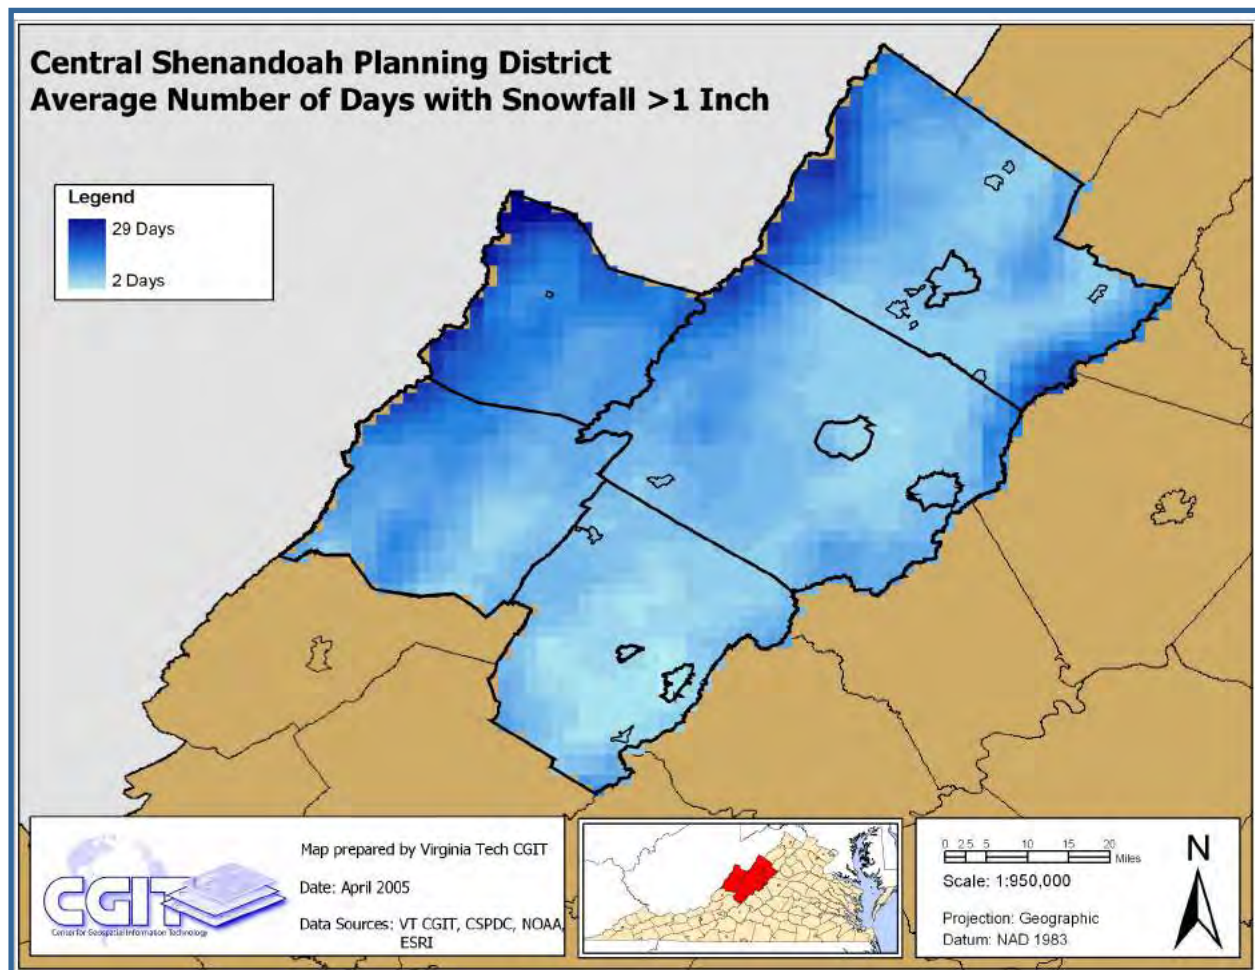 Central Shenandoah Planning District
Average Number of Days with Snowfall >1 Inch
Legend
29 Days
2 Days
CGIT
Center for Geospatial Information Technology
Map prepared by Virginia Tech CGIT
Date: April 2005
Data Sources: VT CGIT, CSPDC, NOAA,
ESRI
0 2.5 5 10 15 20
Miles
Scale: 1:950,000
Projection: Geographic
Datum: NAD 1983
N